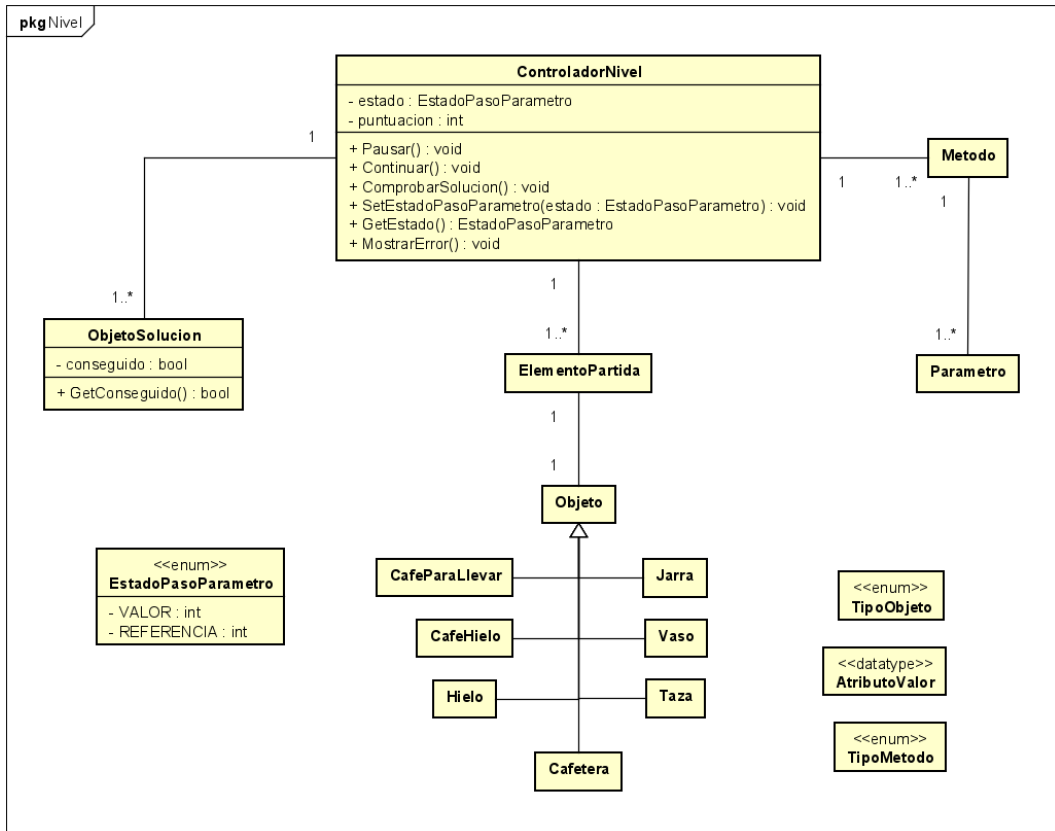 pkg Nivel
ControladorNivel
- estado : EstadoPasoParametro
- puntuacion : int
+ Pausar() : void
+ Continuar() : void
+ ComprobarSolucion() : void
+ SetEstadoPasoParametro(estado : EstadoPasoParametro) : void
+ GetEstado() : EstadoPasoParametro
+ MostrarError() : void
1
1
1..*
Metodo
1
1
1..*
ObjetoSolucion
- conseguido : bool
+ GetConseguido() : bool
1
1..*
ElementoPartida
1..*
Parametro
1
1
Objeto
<<enum>>
EstadoPasoParametro
- VALOR : int
- REFERENCIA : int
CafeParaLlevar
Jarra
CafeHielo
Vaso
Hielo
Taza
Cafetera
<<enum>>
TipoObjeto
<<datatype>>
AtributoValor
<<enum>>
TipoMetodo